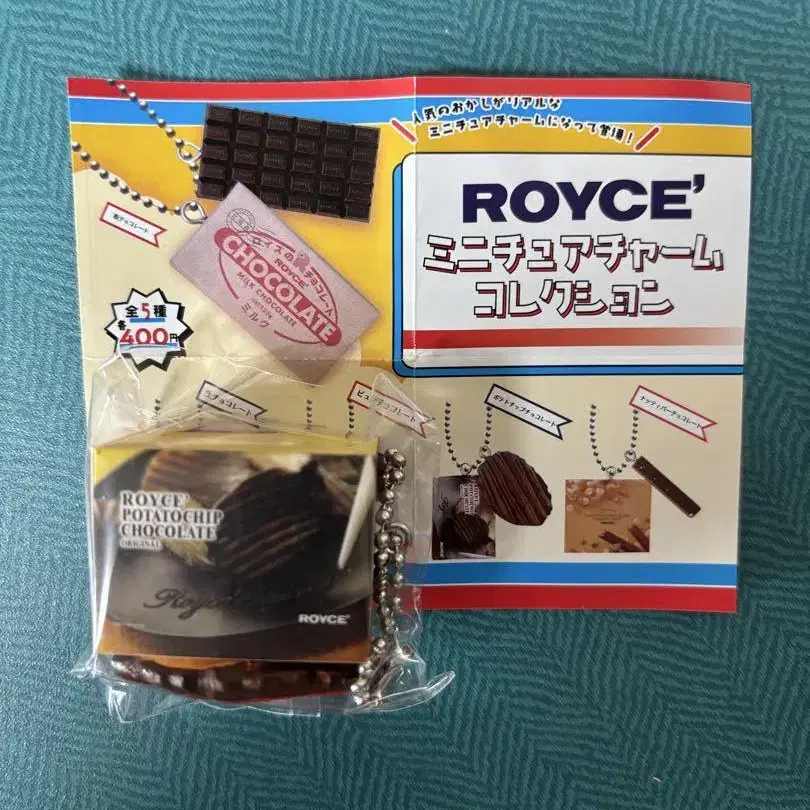 人気のおかしがリアルな
ミニチュアチャームになって登場!
ROYCE'
ミニチュアチャーム
コレクション
板チョコレート
ロイズの板チョコレート
ROYCE'
CHOCOLATE
MILK CHOCOLATE
ミルク
全5種
各400円
生チョコレート
ポテトチップチョコレート
ナッティバーチョコレート
ROYCE'
POTATOCHIP
CHOCOLATE
ORIGINAL
ROYCE'